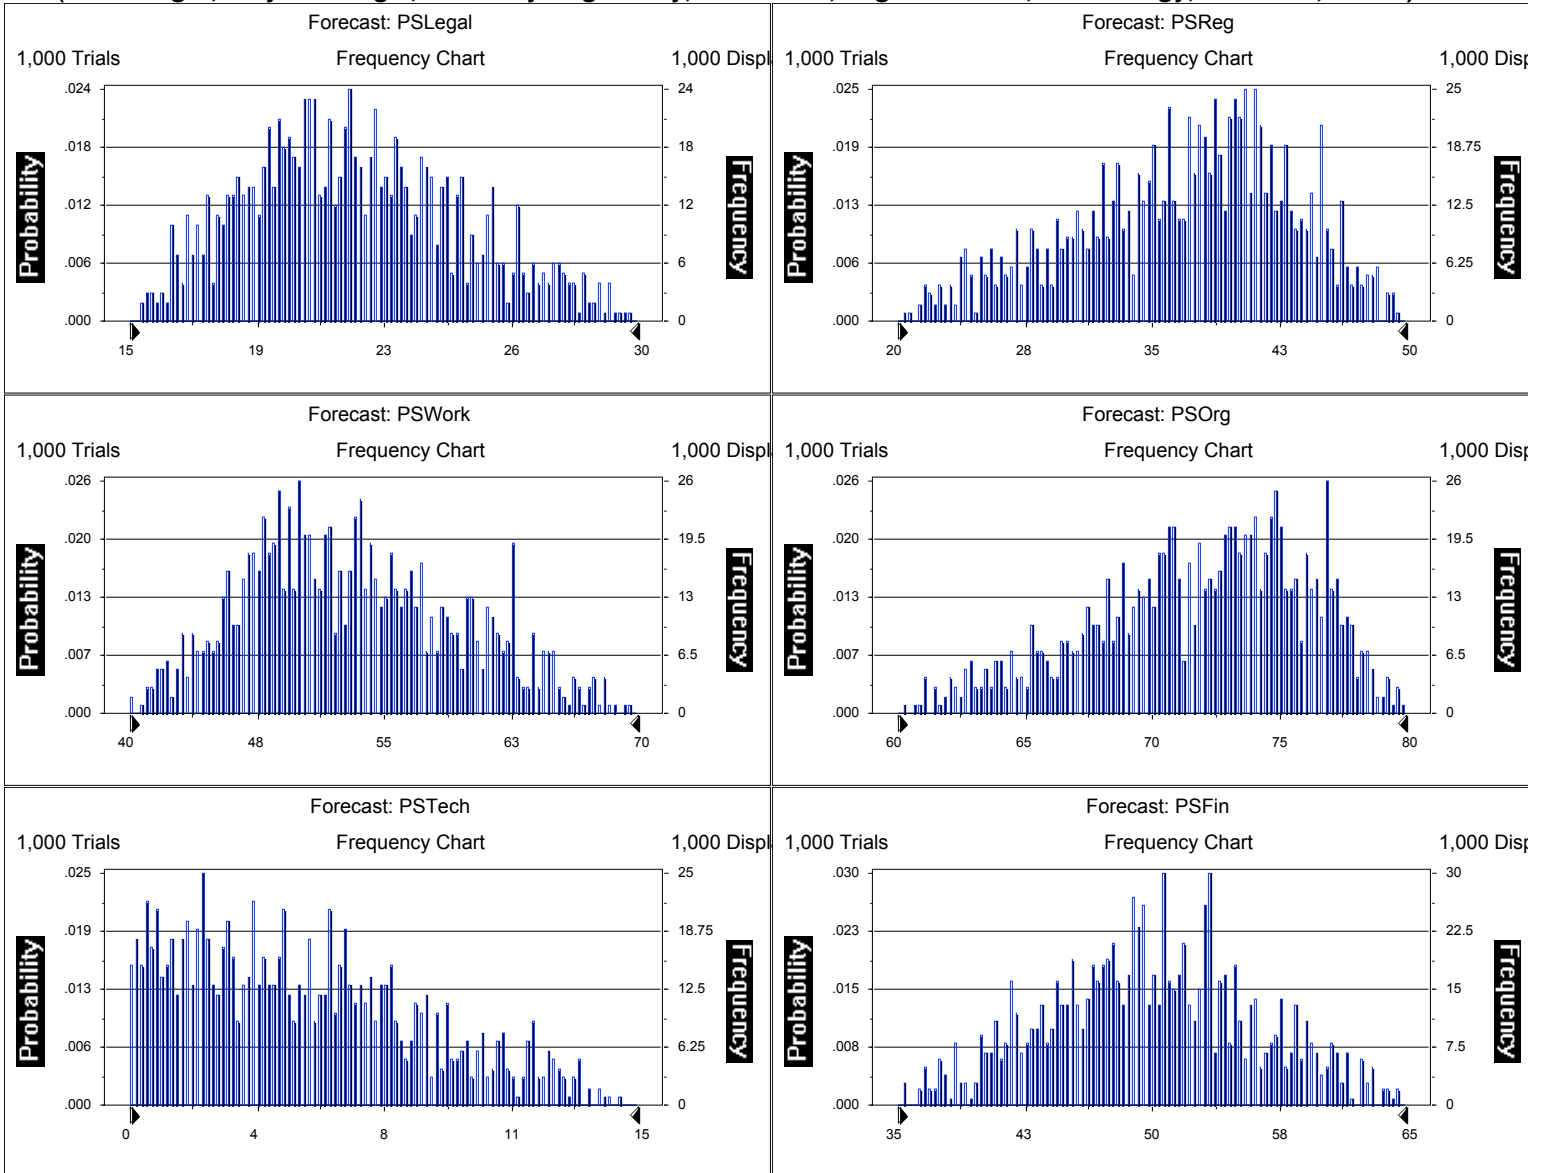 Forecast: PSLegal
1,000 Trials Frequency Chart 1,000 Displ
.024 24
.018 18
.012 12
.006 6
.000 0
Probability
Frequency
15 19 23 26 30
Forecast: PSReg
1,000 Trials Frequency Chart 1,000 Disp
.025 25
.019 18.75
.013 12.5
.006 6.25
.000 0
Probability
Frequency
20 28 35 43 50
Forecast: PSWork
1,000 Trials Frequency Chart 1,000 Displ
.026 26
.020 19.5
.013 13
.007 6.5
.000 0
Probability
Frequency
40 48 55 63 70
Forecast: PSOrg
1,000 Trials Frequency Chart 1,000 Disp
.026 26
.020 19.5
.013 13
.007 6.5
.000 0
Probability
Frequency
60 65 70 75 80
Forecast: PSTech
1,000 Trials Frequency Chart 1,000 Displ
.025 25
.019 18.75
.013 12.5
.006 6.25
.000 0
Probability
Frequency
0 4 8 11 15
Forecast: PSFin
1,000 Trials Frequency Chart 1,000 Disp
.030 30
.023 22.5
.015 15
.008 7.5
.000 0
Probability
Frequency
35 43 50 58 65